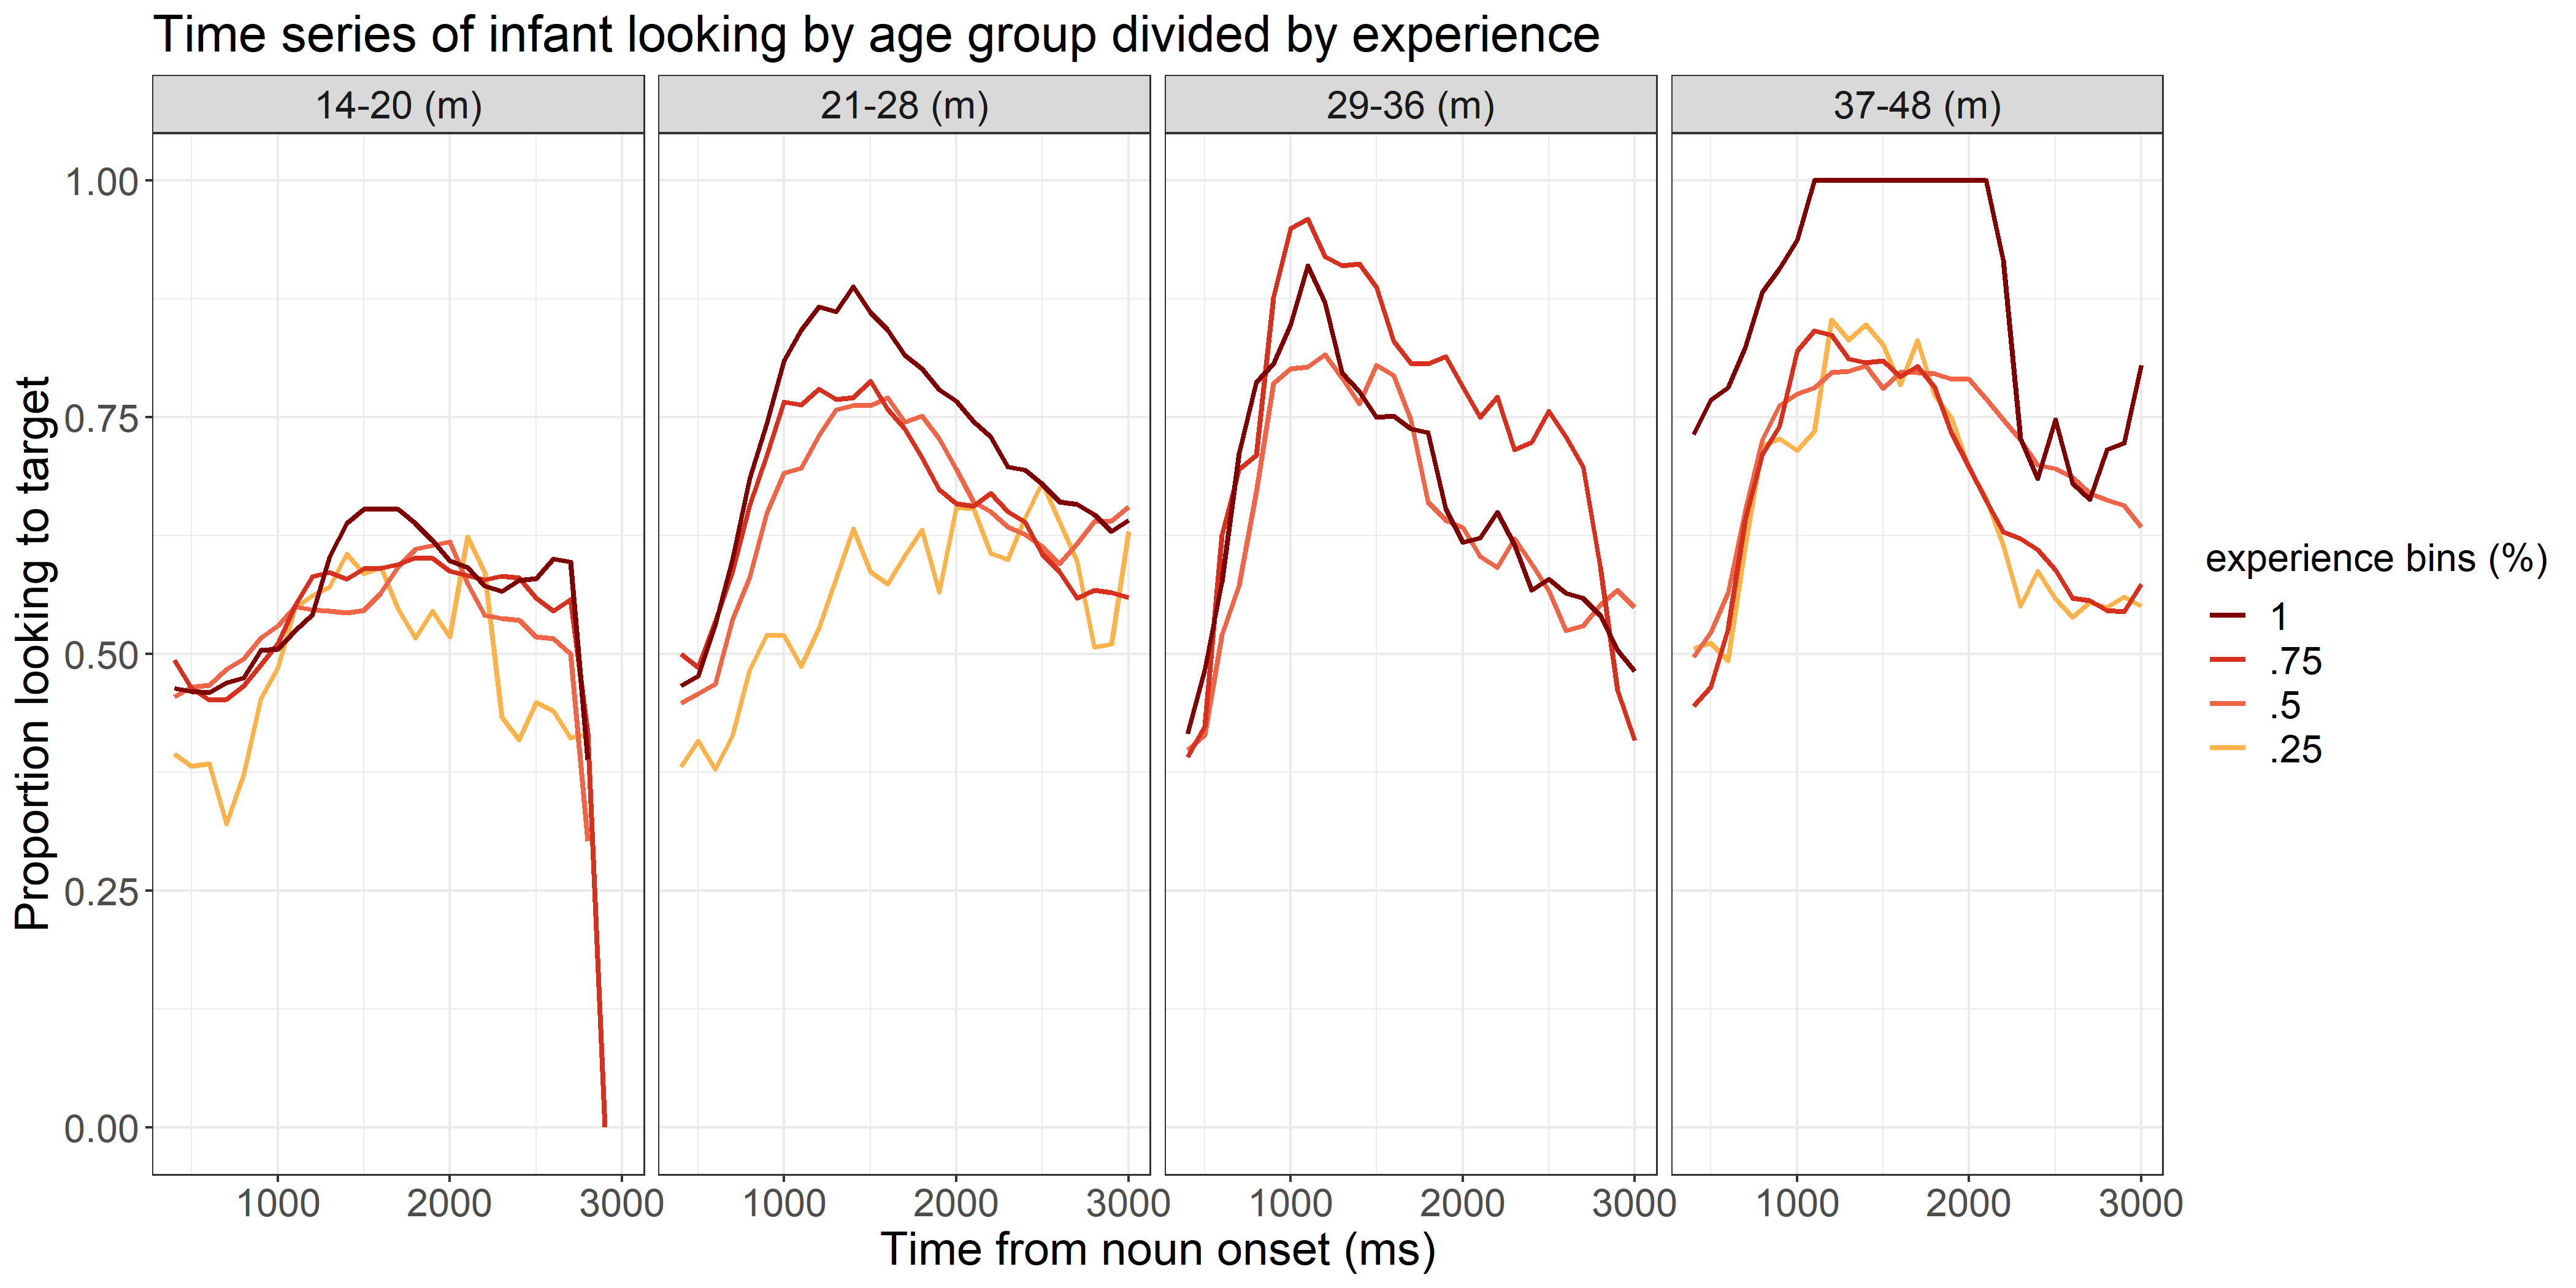 Time series of infant looking by age group divided by experience
14-20 (m)
21-28 (m)
29-36 (m)
37-48 (m)
Proportion looking to target
1.00
0.75
0.50
0.25
0.00
1000 2000 3000
1000 2000 3000
1000 2000 3000
1000 2000 3000
Time from noun onset (ms)
experience bins (%)
1
.75
.5
.25